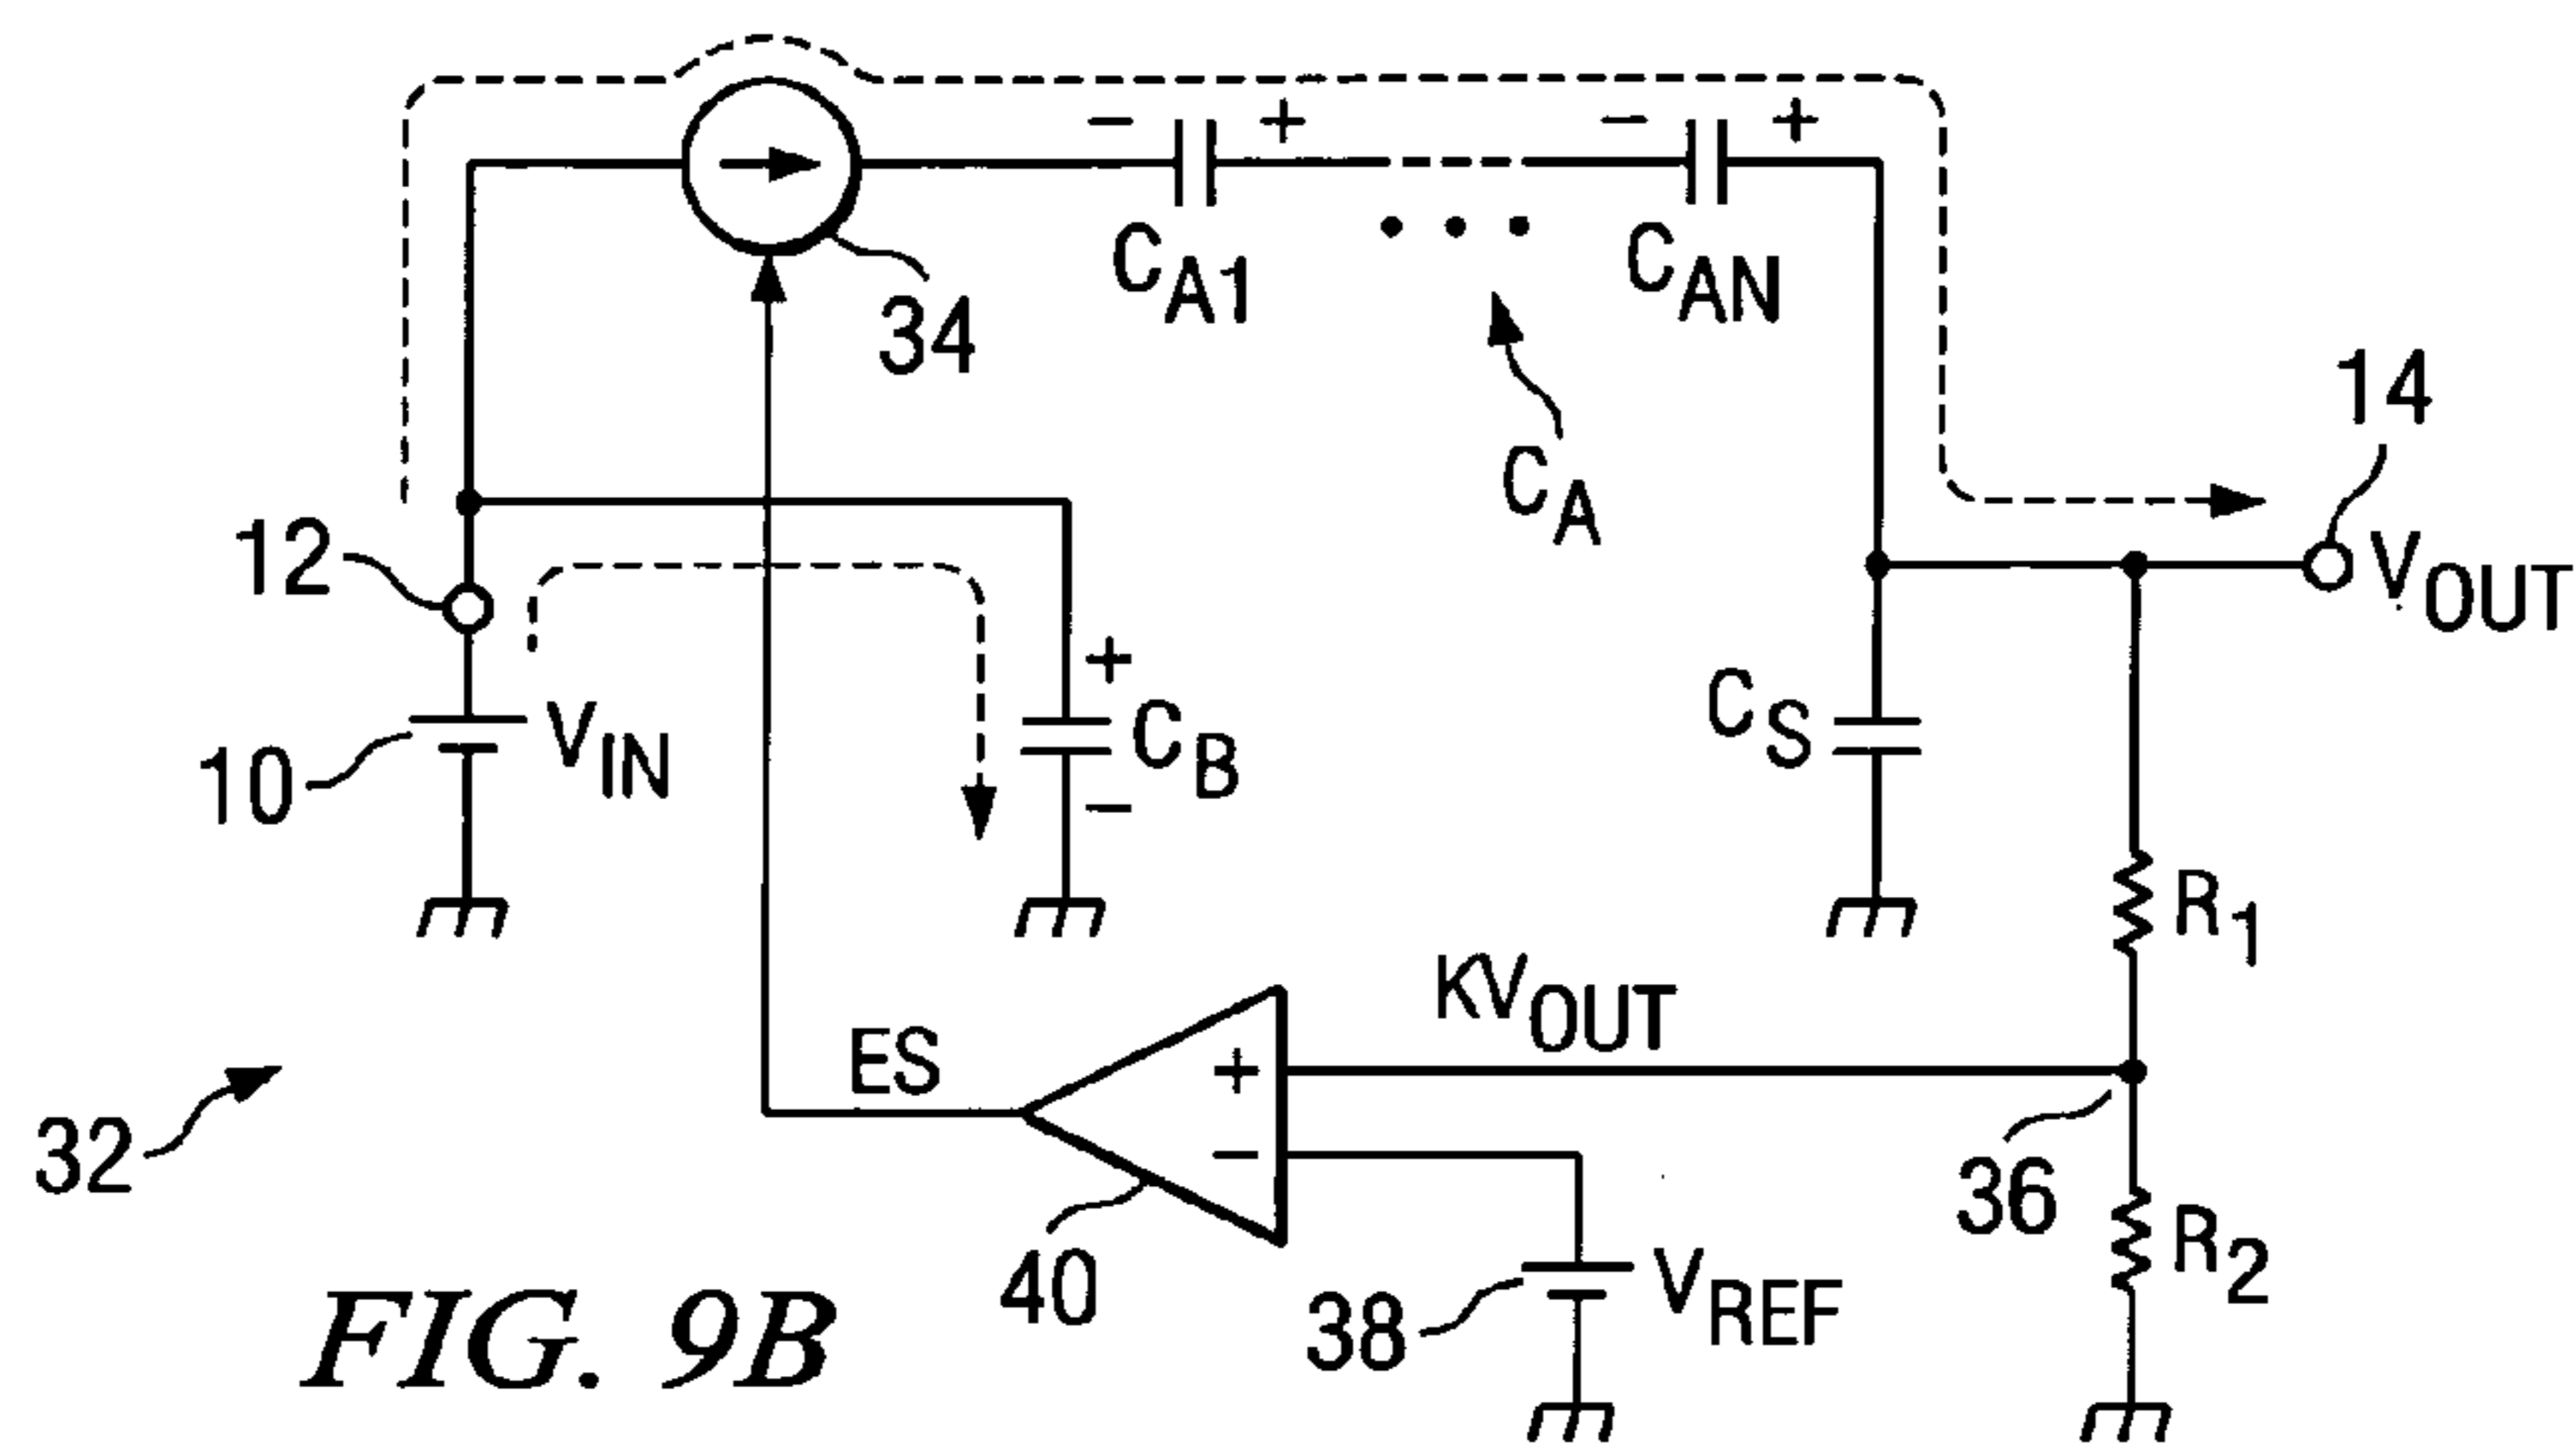 − + − +
34
C_A1 • • • C_AN
C_A
14
V_OUT
12
10
V_IN
+
C_B
−
C_S
R_1
KV_OUT
ES
+
−
32
40
36
38
V_REF
R_2
FIG. 9B